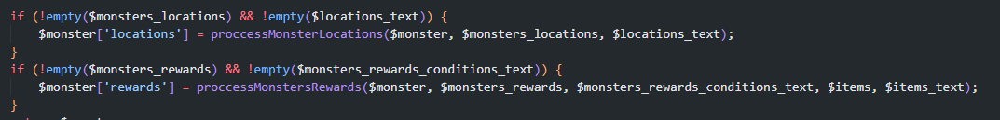 if (!empty($monsters_locations) && !empty($locations_text)) {
    $monster['locations'] = proccessMonsterLocations($monster, $monsters_locations, $locations_text);
}
if (!empty($monsters_rewards) && !empty($monsters_rewards_conditions_text)) {
    $monster['rewards'] = proccessMonstersRewards($monster, $monsters_rewards, $monsters_rewards_conditions_text, $items, $items_text);
}